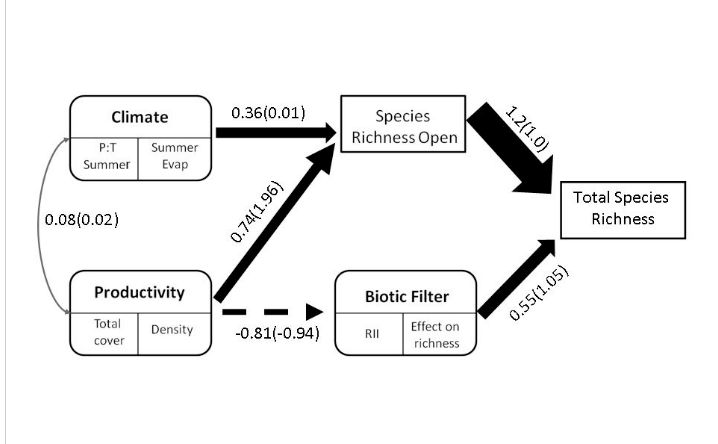 Climate
P:T
Summer
Summer
Evap
0.36(0.01)
Species
Richness Open
1.2(1.0)
0.74(1.96)
0.08(0.02)
Total Species
Richness
Productivity
Total
cover
Density
-0.81(-0.94)
Biotic Filter
RII
Effect on
richness
0.55(1.05)